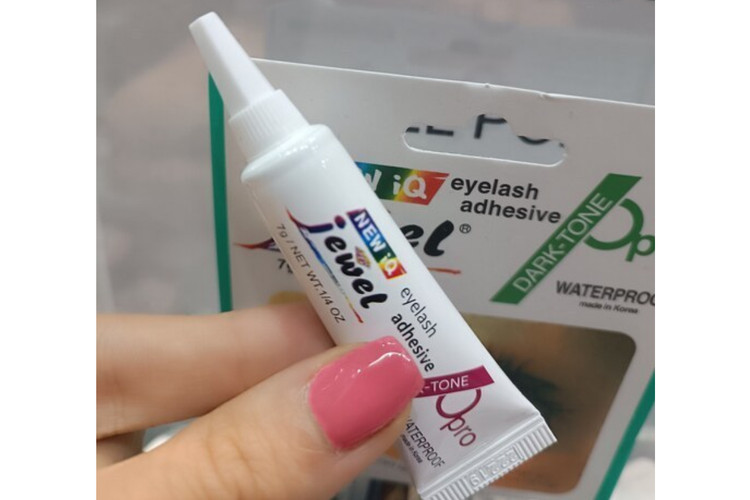 NEW iQ
jewel
7g / NET WT.1/4 OZ
eyelash
adhesive
-TONE
pro
WATERPROOF
iQ
eyelash
adhesive
el®
DARK-TONE
pro
WATERPROO
made in Korea